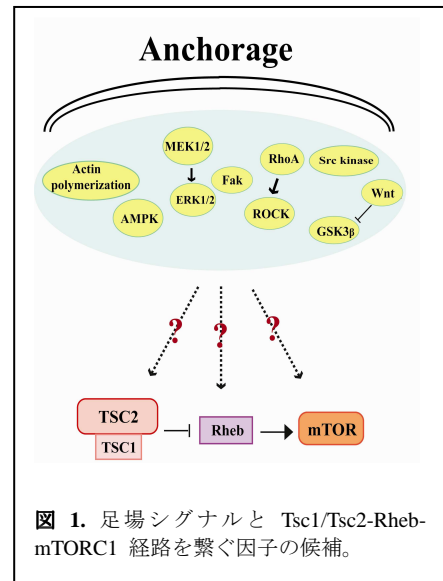 Anchorage
MEK1/2
RhoA
Src kinase
Actin
polymerization
Fak
Wnt
AMPK
ERK1/2
ROCK
GSK3β
? ? ?
TSC2
TSC1
Rheb
mTOR
図 1. 足場シグナルと Tsc1/Tsc2-Rheb-
mTORC1 経路を繋ぐ因子の候補。